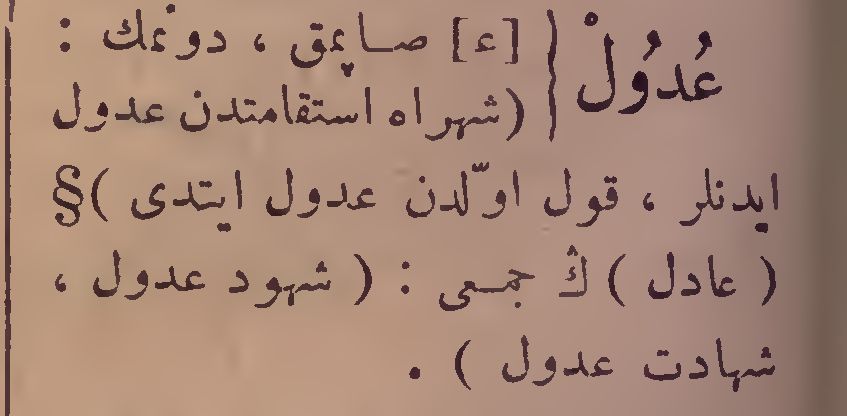 عُدُولْ { [ع] صاپمق ، دونمك :
(شهراه استقامتدن عدول
ايدنلر ، قول اوّلدن عدول ايتدى )§
( عادل ) ڭ جمعى : ( شهود عدول ،
شهادت عدول ) .